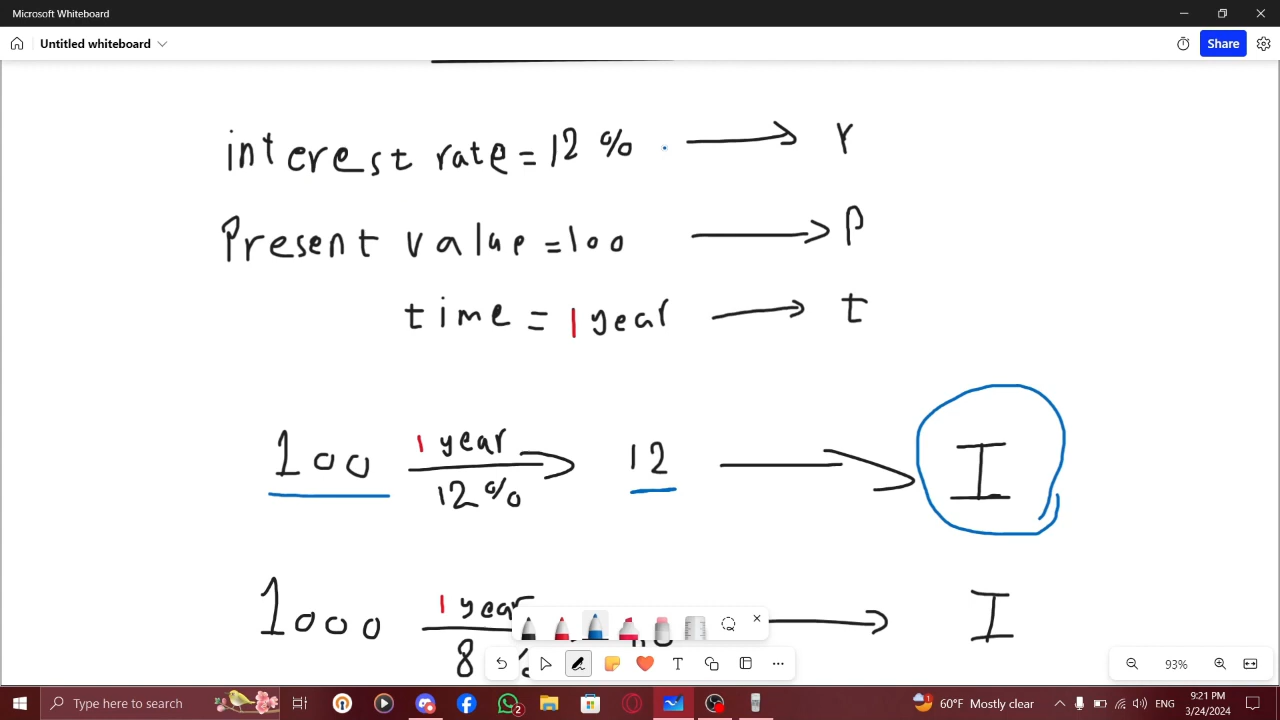 Microsoft Whiteboard
Untitled whiteboard
Share
interest rate = 12 % → r
Present value = 100 → P
time = 1 year → t
100 1 year 12 % → 12 → I
1000 1 year 8 → I
93%
Type here to search
2
1
60°F Mostly clear
ENG
9:21 PM
3/24/2024